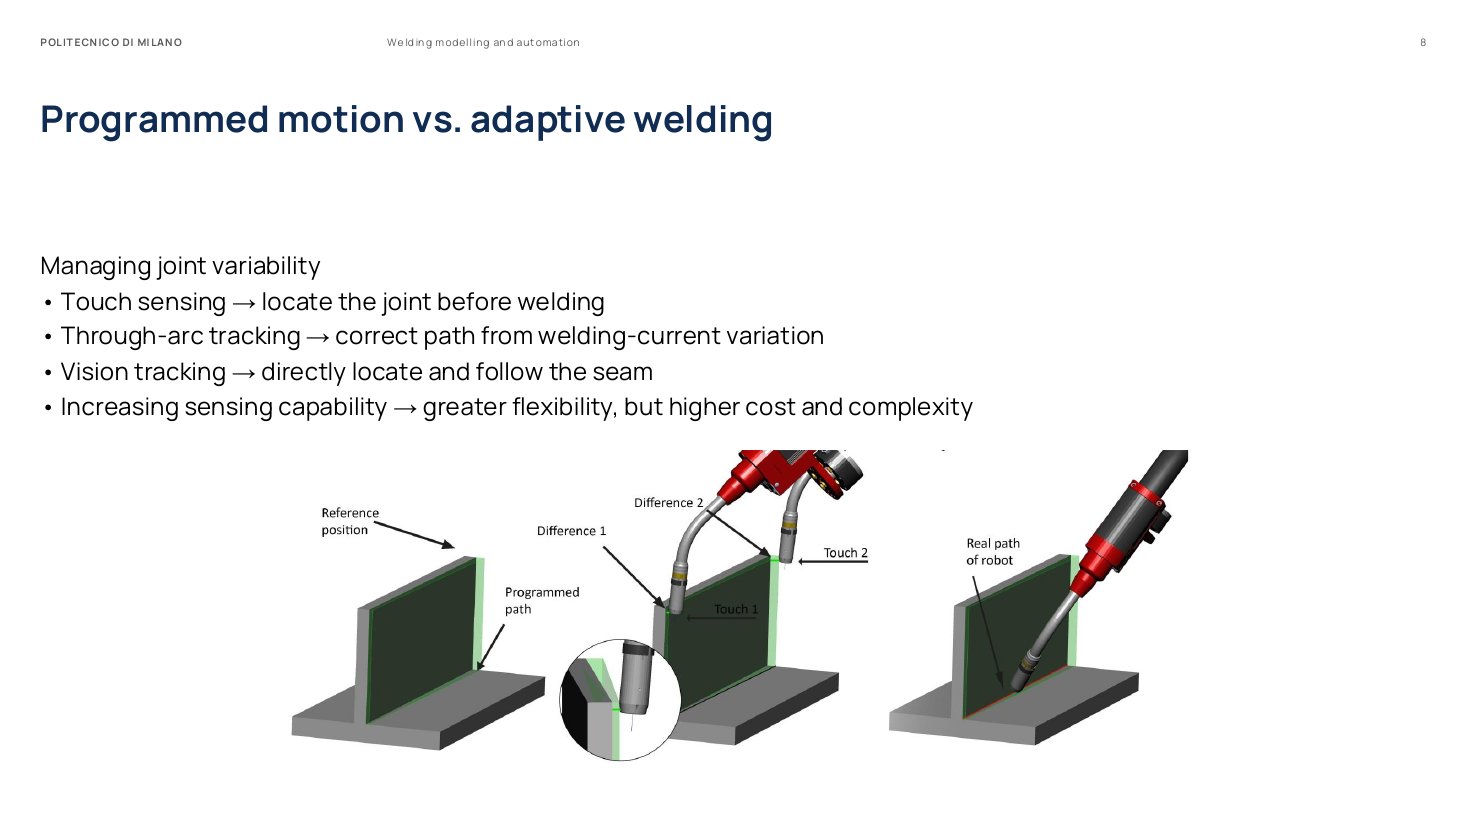 POLITECNICO DI MILANO
Welding modelling and automation
8
Programmed motion vs. adaptive welding
Managing joint variability
• Touch sensing → locate the joint before welding
• Through-arc tracking → correct path from welding-current variation
• Vision tracking → directly locate and follow the seam
• Increasing sensing capability → greater flexibility, but higher cost and complexity
Reference
position
Programmed
path
Difference 1
Difference 2
Touch 1
Touch 2
Real path
of robot